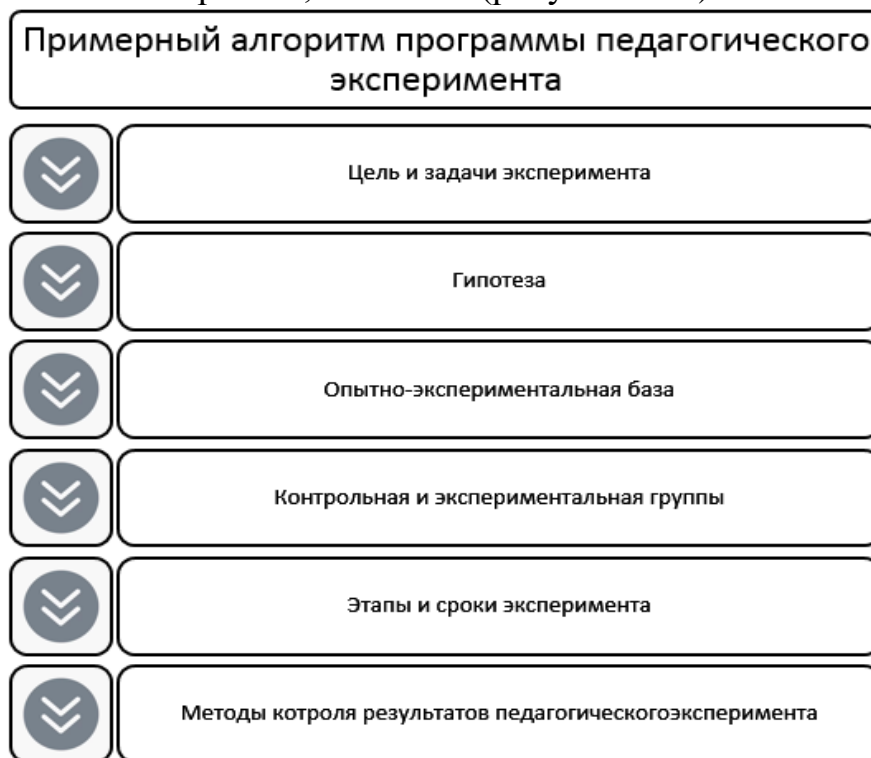 Примерный алгоритм программы педагогического
эксперимента
Цель и задачи эксперимента
Гипотеза
Опытно-экспериментальная база
Контрольная и экспериментальная группы
Этапы и сроки эксперимента
Методы котроля результатов педагогическогоэксперимента